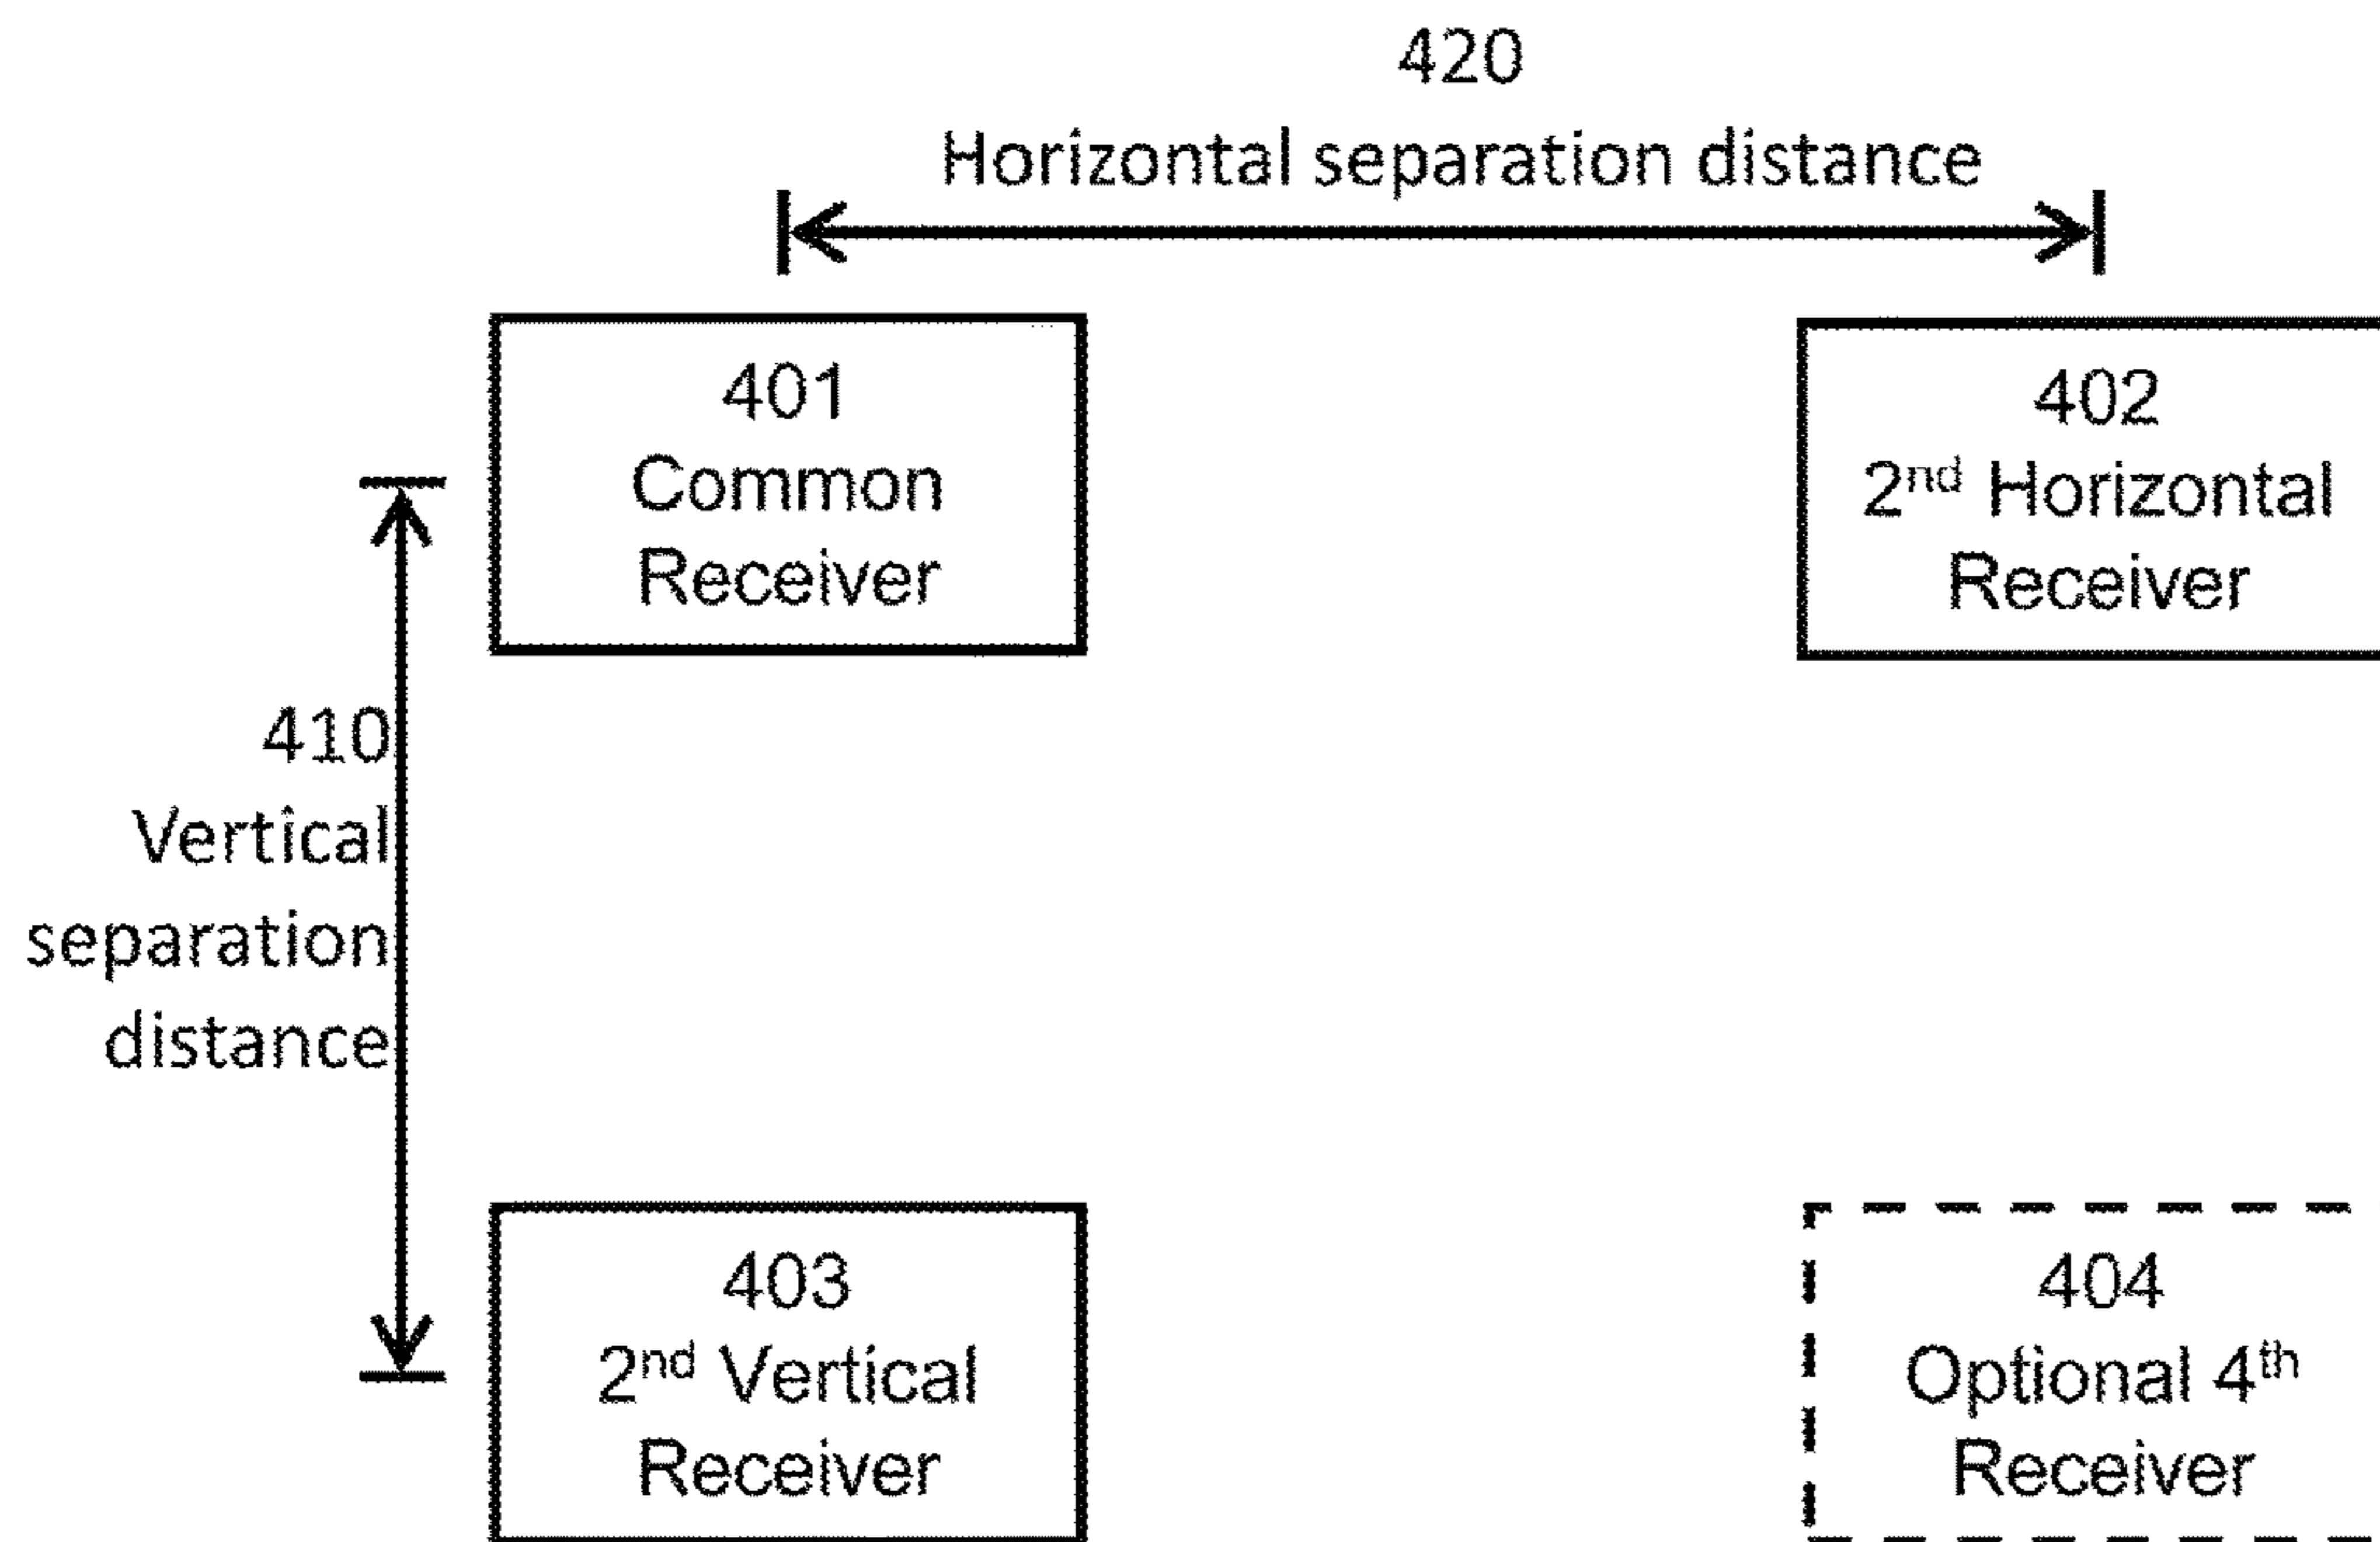 420
Horizontal separation distance
401
Common
Receiver
402
2nd Horizontal
Receiver
410
Vertical
separation
distance
403
2nd Vertical
Receiver
404
Optional 4th
Receiver